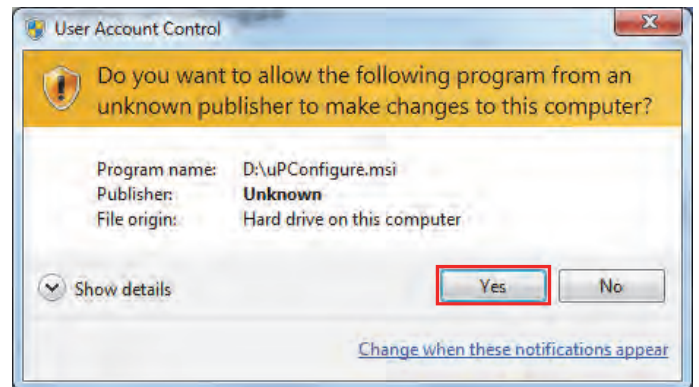 User Account Control
Do you want to allow the following program from an
unknown publisher to make changes to this computer?
Program name: D:\uPConfigure.msi
Publisher: Unknown
File origin: Hard drive on this computer
Show details
Yes
No
Change when these notifications appear